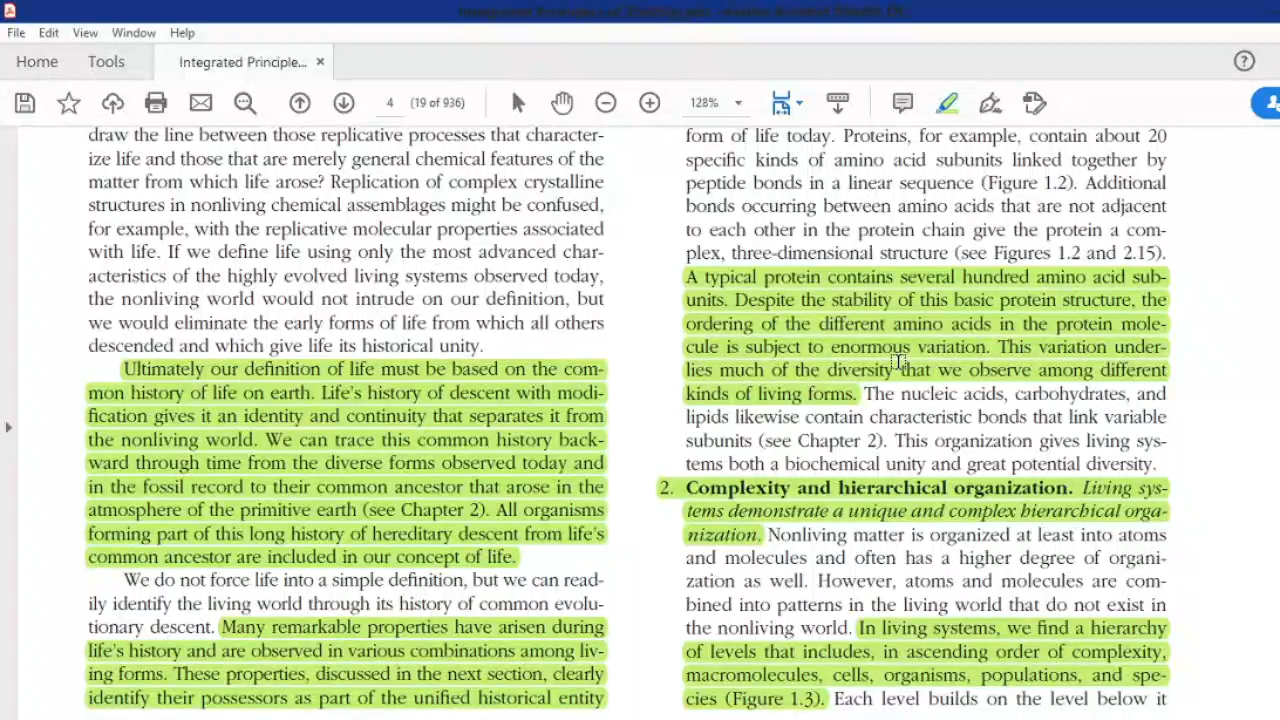 File Edit View Window Help
Home Tools Integrated Principle... ×
4 (19 of 936) 128%
draw the line between those replicative processes that character-
ize life and those that are merely general chemical features of the
matter from which life arose? Replication of complex crystalline
structures in nonliving chemical assemblages might be confused,
for example, with the replicative molecular properties associated
with life. If we define life using only the most advanced char-
acteristics of the highly evolved living systems observed today,
the nonliving world would not intrude on our definition, but
we would eliminate the early forms of life from which all others
descended and which give life its historical unity.
Ultimately our definition of life must be based on the com-
mon history of life on earth. Life's history of descent with modi-
fication gives it an identity and continuity that separates it from
the nonliving world. We can trace this common history back-
ward through time from the diverse forms observed today and
in the fossil record to their common ancestor that arose in the
atmosphere of the primitive earth (see Chapter 2). All organisms
forming part of this long history of hereditary descent from life's
common ancestor are included in our concept of life.
We do not force life into a simple definition, but we can read-
ily identify the living world through its history of common evolu-
tionary descent. Many remarkable properties have arisen during
life's history and are observed in various combinations among liv-
ing forms. These properties, discussed in the next section, clearly
identify their possessors as part of the unified historical entity
form of life today. Proteins, for example, contain about 20
specific kinds of amino acid subunits linked together by
peptide bonds in a linear sequence (Figure 1.2). Additional
bonds occurring between amino acids that are not adjacent
to each other in the protein chain give the protein a com-
plex, three-dimensional structure (see Figures 1.2 and 2.15).
A typical protein contains several hundred amino acid sub-
units. Despite the stability of this basic protein structure, the
ordering of the different amino acids in the protein mole-
cule is subject to enormous variation. This variation under-
lies much of the diversity that we observe among different
kinds of living forms. The nucleic acids, carbohydrates, and
lipids likewise contain characteristic bonds that link variable
subunits (see Chapter 2). This organization gives living sys-
tems both a biochemical unity and great potential diversity.
2. Complexity and hierarchical organization. Living sys-
tems demonstrate a unique and complex hierarchical orga-
nization. Nonliving matter is organized at least into atoms
and molecules and often has a higher degree of organi-
zation as well. However, atoms and molecules are com-
bined into patterns in the living world that do not exist in
the nonliving world. In living systems, we find a hierarchy
of levels that includes, in ascending order of complexity,
macromolecules, cells, organisms, populations, and spe-
cies (Figure 1.3). Each level builds on the level below it